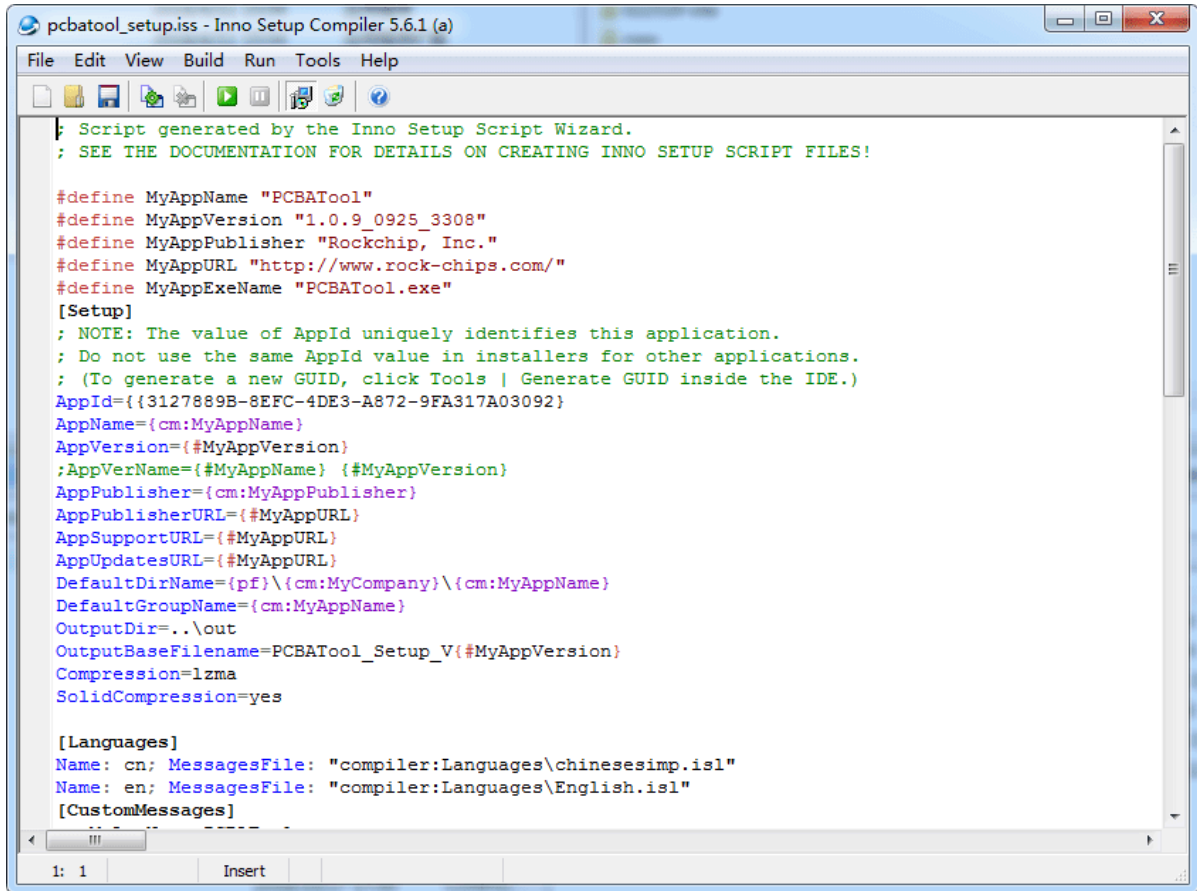 pcbatool_setup.iss - Inno Setup Compiler 5.6.1 (a)
File Edit View Build Run Tools Help
; Script generated by the Inno Setup Script Wizard.
; SEE THE DOCUMENTATION FOR DETAILS ON CREATING INNO SETUP SCRIPT FILES!
#define MyAppName "PCBATool"
#define MyAppVersion "1.0.9_0925_3308"
#define MyAppPublisher "Rockchip, Inc."
#define MyAppURL "http://www.rock-chips.com/"
#define MyAppExeName "PCBATool.exe"
[Setup]
; NOTE: The value of AppId uniquely identifies this application.
; Do not use the same AppId value in installers for other applications.
; (To generate a new GUID, click Tools | Generate GUID inside the IDE.)
AppId={{3127889B-8EFC-4DE3-A872-9FA317A03092}
AppName={cm:MyAppName}
AppVersion={#MyAppVersion}
;AppVerName={#MyAppName} {#MyAppVersion}
AppPublisher={cm:MyAppPublisher}
AppPublisherURL={#MyAppURL}
AppSupportURL={#MyAppURL}
AppUpdatesURL={#MyAppURL}
DefaultDirName={pf}\{cm:MyCompany}\{cm:MyAppName}
DefaultGroupName={cm:MyAppName}
OutputDir=..\out
OutputBaseFilename=PCBATool_Setup_V{#MyAppVersion}
Compression=lzma
SolidCompression=yes
[Languages]
Name: cn; MessagesFile: "compiler:Languages\chinesesimp.isl"
Name: en; MessagesFile: "compiler:Languages\English.isl"
[CustomMessages]
1: 1 Insert